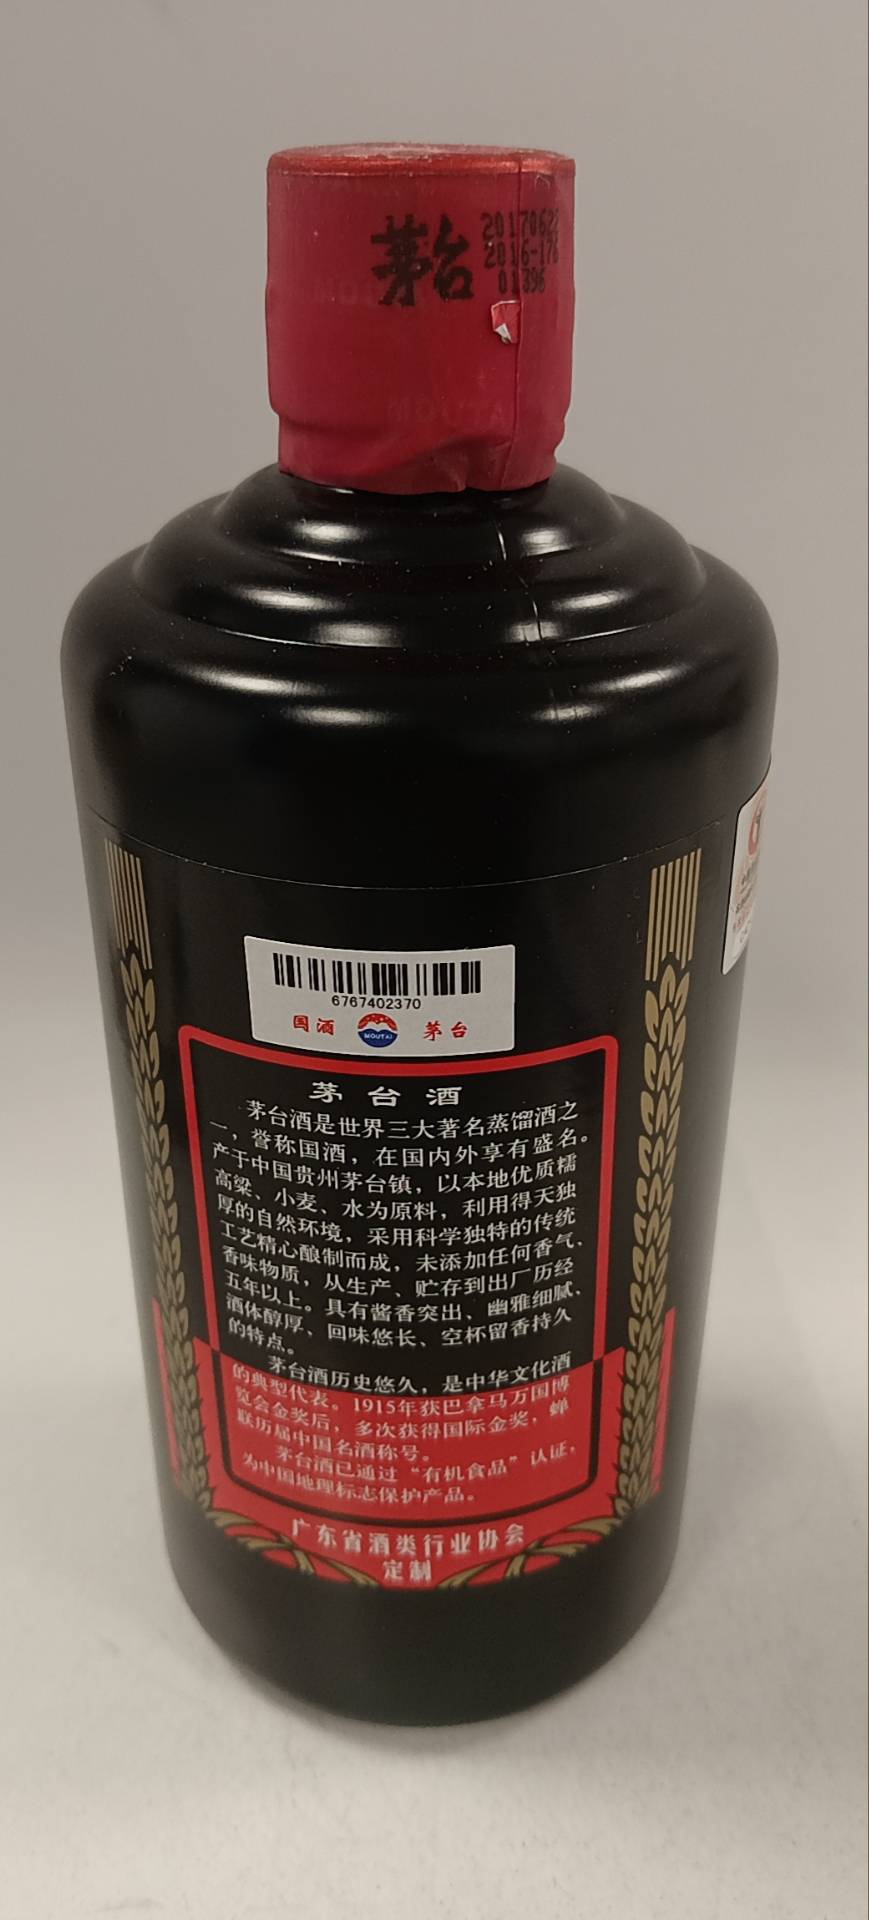 茅台
20170622
2016-176
01396
6767402370
国酒
MOUTAI
茅台
茅台酒
茅台酒是世界三大著名蒸馏酒之
一，誉称国酒，在国内外享有盛名。
产于中国贵州茅台镇，以本地优质糯
高粱、小麦、水为原料，利用得天独
厚的自然环境，采用科学独特的传统
工艺精心酿制而成，未添加任何香气、
香味物质，从生产、贮存到出厂历经
五年以上。具有酱香突出、幽雅细腻、
酒体醇厚、回味悠长、空杯留香持久
的特点。
茅台酒历史悠久，是中华文化酒
的典型代表。1915年获巴拿马万国博
览会金奖后，多次获得国际金奖，蝉
联历届中国名酒称号。
茅台酒已通过“有机食品”认证，
为中国地理标志保护产品。
广东省酒类行业协会
定制